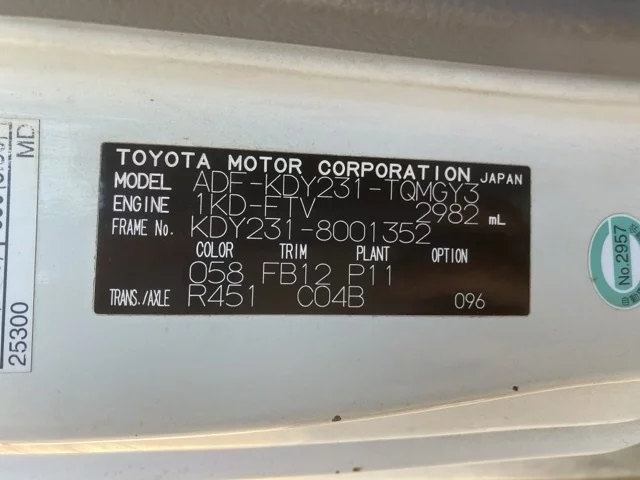 TOYOTA MOTOR CORPORATION JAPAN
MODEL ADF-KDY231-TQMGY3
ENGINE 1KD-FTV 2982 mL
FRAME No. KDY231-8001352
COLOR TRIM PLANT OPTION
058 FB12 P11
TRANS./AXLE R451 C04B 096
25300
MD
No.2957